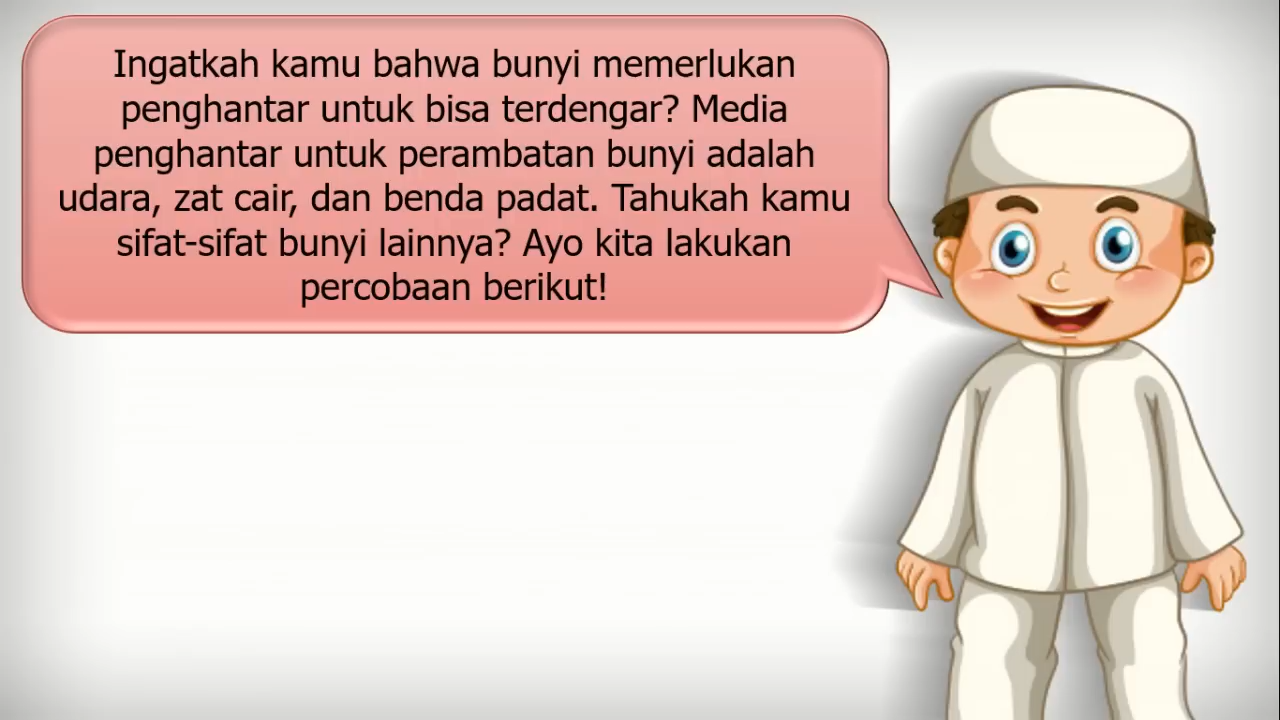 Ingatkah kamu bahwa bunyi memerlukan
penghantar untuk bisa terdengar? Media
penghantar untuk perambatan bunyi adalah
udara, zat cair, dan benda padat. Tahukah kamu
sifat-sifat bunyi lainnya? Ayo kita lakukan
percobaan berikut!